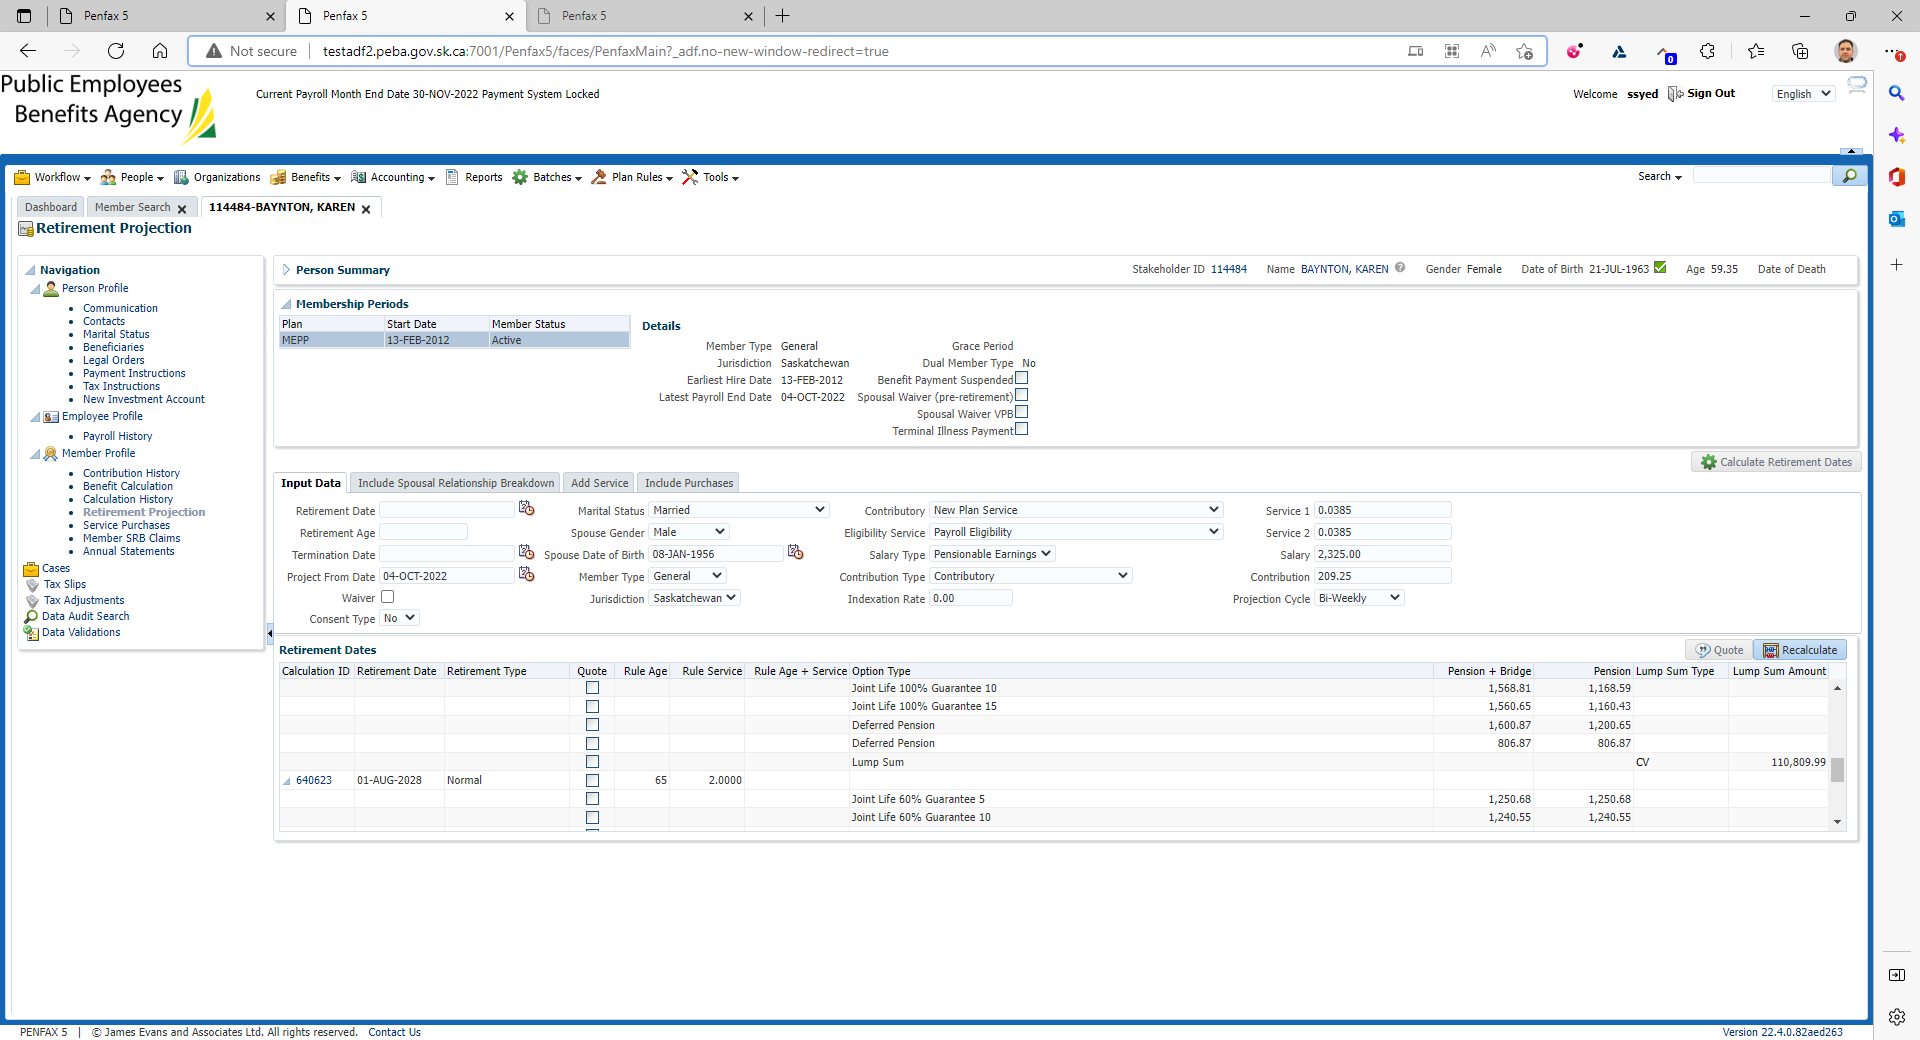 Penfax 5
Penfax 5
Penfax 5
Not secure testadf2.peba.gov.sk.ca:7001/Penfax5/faces/PenfaxMain?_adf.no-new-window-redirect=true
Public Employees
Benefits Agency
Current Payroll Month End Date 30-NOV-2022 Payment System Locked
Welcome ssyed Sign Out English
Workflow People Organizations Benefits Accounting Reports Batches Plan Rules Tools Search
Dashboard Member Search 114484-BAYNTON, KAREN
Retirement Projection
Navigation
Person Profile
Communication
Contacts
Marital Status
Beneficiaries
Legal Orders
Payment Instructions
Tax Instructions
New Investment Account
Employee Profile
Payroll History
Member Profile
Contribution History
Benefit Calculation
Calculation History
Retirement Projection
Service Purchases
Member SRB Claims
Annual Statements
Cases
Tax Slips
Tax Adjustments
Data Audit Search
Data Validations
Person Summary Stakeholder ID 114484 Name BAYNTON, KAREN Gender Female Date of Birth 21-JUL-1963 Age 59.35 Date of Death
Membership Periods
Plan Start Date Member Status
MEPP 13-FEB-2012 Active
Details
Member Type General Grace Period
Jurisdiction Saskatchewan Dual Member Type No
Earliest Hire Date 13-FEB-2012 Benefit Payment Suspended
Latest Payroll End Date 04-OCT-2022 Spousal Waiver (pre-retirement)
Spousal Waiver VPB
Terminal Illness Payment
Calculate Retirement Dates
Input Data Include Spousal Relationship Breakdown Add Service Include Purchases
Retirement Date Marital Status Married Contributory New Plan Service Service 1 0.0385
Retirement Age Spouse Gender Male Eligibility Service Payroll Eligibility Service 2 0.0385
Termination Date Spouse Date of Birth 08-JAN-1956 Salary Type Pensionable Earnings Salary 2,325.00
Project From Date 04-OCT-2022 Member Type General Contribution Type Contributory Contribution 209.25
Waiver Jurisdiction Saskatchewan Indexation Rate 0.00 Projection Cycle Bi-Weekly
Consent Type No
Retirement Dates Quote Recalculate
Calculation ID Retirement Date Retirement Type Quote Rule Age Rule Service Rule Age + Service Option Type Pension + Bridge Pension Lump Sum Type Lump Sum Amount
Joint Life 100% Guarantee 10 1,568.81 1,168.59
Joint Life 100% Guarantee 15 1,560.65 1,160.43
Deferred Pension 1,600.87 1,200.65
Deferred Pension 806.87 806.87
Lump Sum CV 110,809.99
640623 01-AUG-2028 Normal 65 2.0000
Joint Life 60% Guarantee 5 1,250.68 1,250.68
Joint Life 60% Guarantee 10 1,240.55 1,240.55
PENFAX 5 | © James Evans and Associates Ltd. All rights reserved. Contact Us Version 22.4.0.82aed263